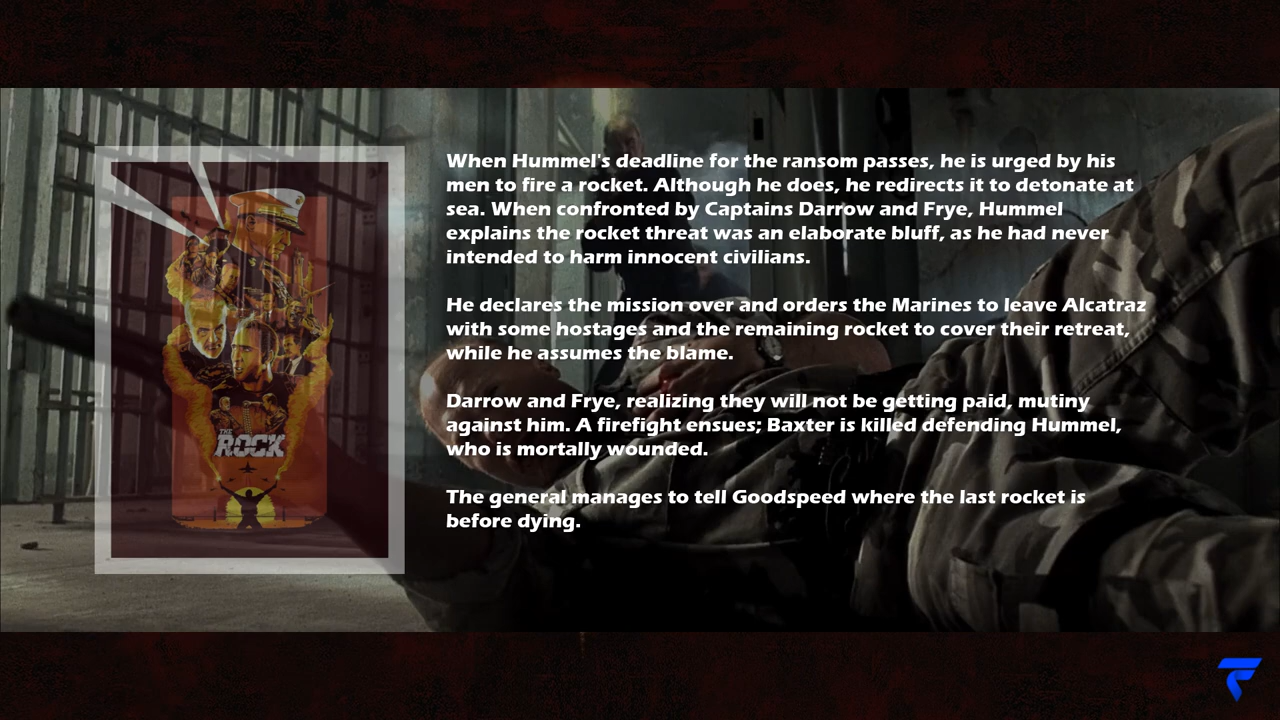 When Hummel's deadline for the ransom passes, he is urged by his
men to fire a rocket. Although he does, he redirects it to detonate at
sea. When confronted by Captains Darrow and Frye, Hummel
explains the rocket threat was an elaborate bluff, as he had never
intended to harm innocent civilians.
He declares the mission over and orders the Marines to leave Alcatraz
with some hostages and the remaining rocket to cover their retreat,
while he assumes the blame.
Darrow and Frye, realizing they will not be getting paid, mutiny
against him. A firefight ensues; Baxter is killed defending Hummel,
who is mortally wounded.
The general manages to tell Goodspeed where the last rocket is
before dying.
THE
ROCK